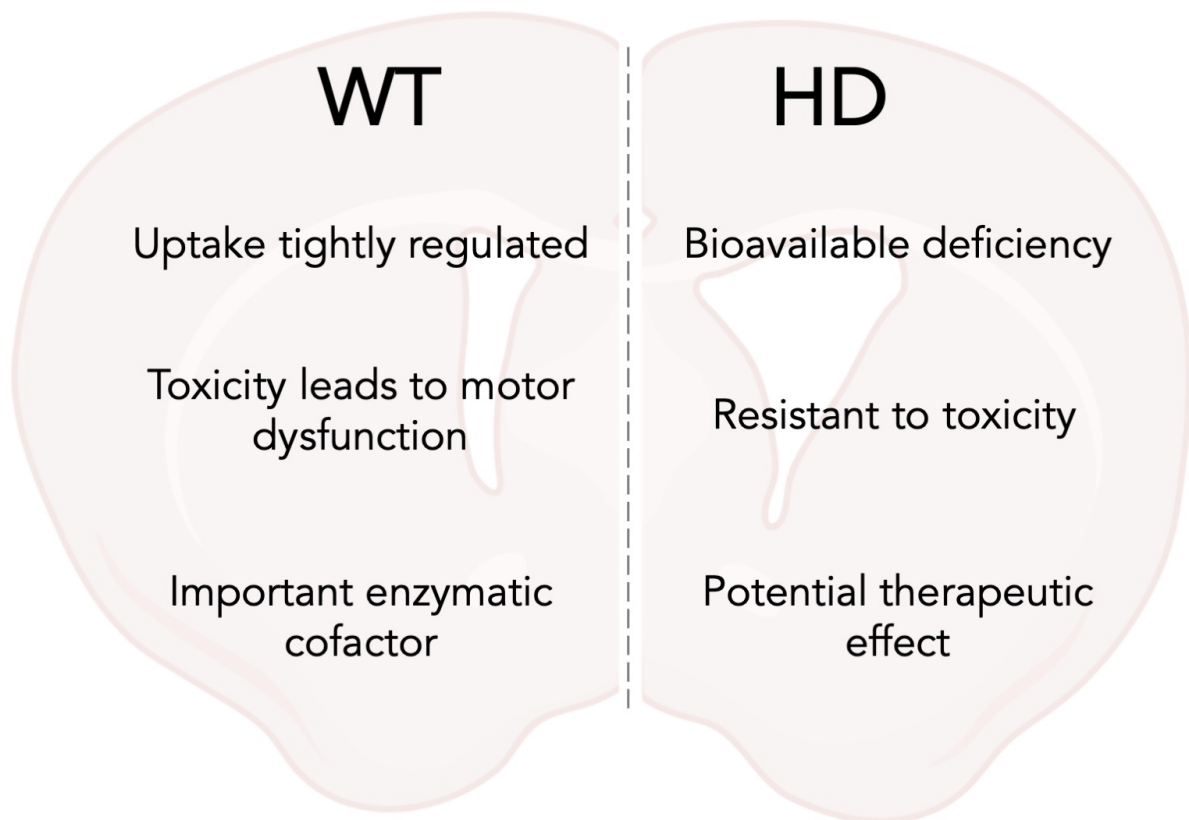 WT
Uptake tightly regulated
Toxicity leads to motor
dysfunction
Important enzymatic
cofactor
HD
Bioavailable deficiency
Resistant to toxicity
Potential therapeutic
effect